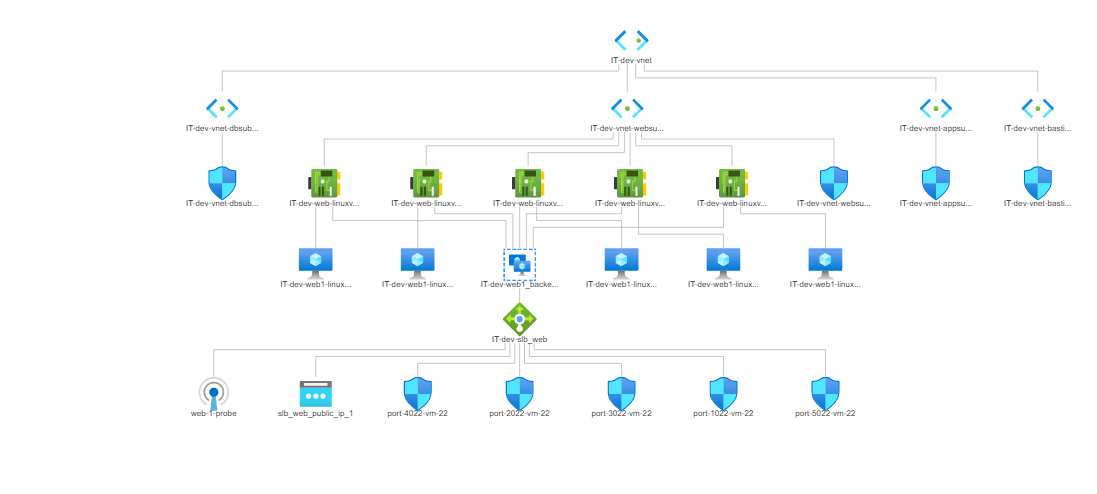 IT-dev-vnet
IT-dev-vnet-dbsub...
IT-dev-vnet-websu...
IT-dev-vnet-appsu...
IT-dev-vnet-basti...
IT-dev-vnet-dbsub...
IT-dev-web-linuxv...
IT-dev-web-linuxv...
IT-dev-web-linuxv...
IT-dev-web-linuxv...
IT-dev-web-linuxv...
IT-dev-vnet-websu...
IT-dev-vnet-appsu...
IT-dev-vnet-basti...
IT-dev-web1-linux...
IT-dev-web1-linux...
IT-dev-web1_backe...
IT-dev-web1-linux...
IT-dev-web1-linux...
IT-dev-web1-linux...
IT-dev-slb_web
web-1-probe
slb_web_public_ip_1
port-4022-vm-22
port-2022-vm-22
port-3022-vm-22
port-1022-vm-22
port-5022-vm-22